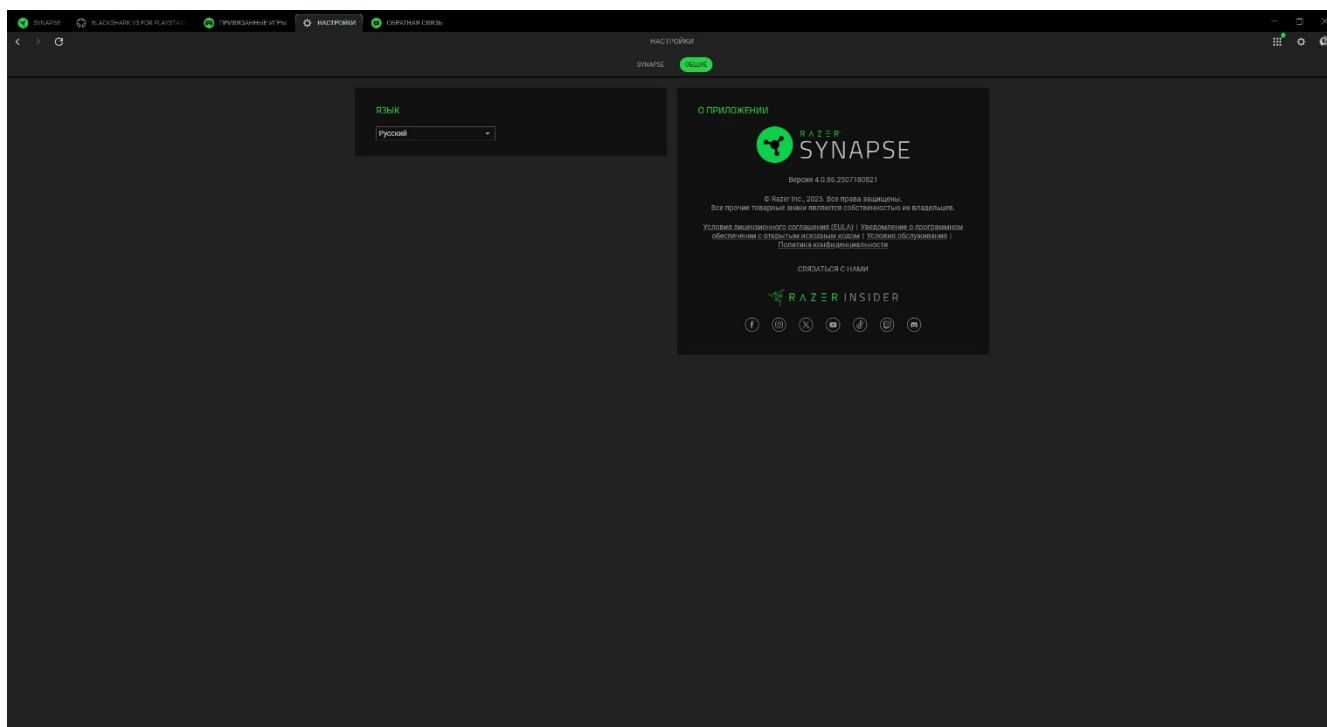 SYNAPSE
BLACKSHARK V3 FOR PLAYSTATI
ПРИВЯЗАННЫЕ ИГРЫ
НАСТРОЙКИ
ОБРАТНАЯ СВЯЗЬ
НАСТРОЙКИ
SYNAPSE
ОБЩИЕ
ЯЗЫК
Русский
О ПРИЛОЖЕНИИ
RAZER
SYNAPSE
Версия 4.0.86.2507180821
© Razer Inc., 2025. Все права защищены.
Все прочие товарные знаки являются собственностью их владельцев.
Условия лицензионного соглашения (EULA) | Уведомление о программном
обеспечении с открытым исходным кодом | Условия обслуживания |
Политика конфиденциальности
СВЯЗАТЬСЯ С НАМИ
RAZER INSIDER